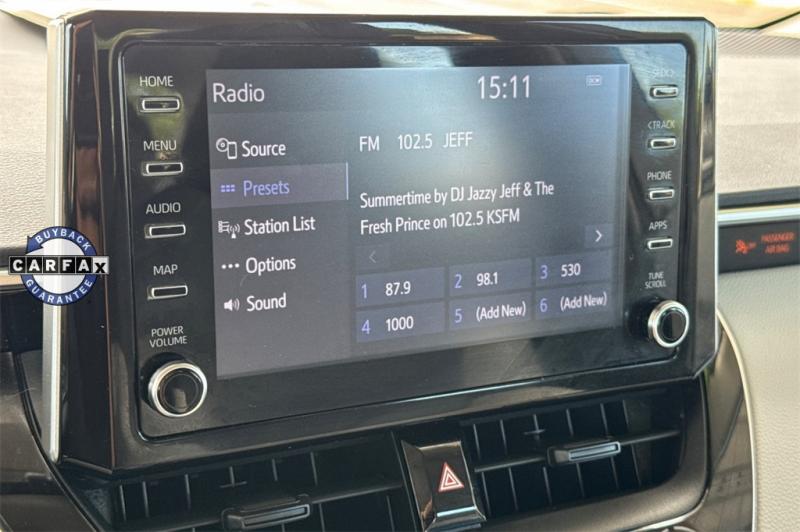 HOME
MENU
AUDIO
MAP
POWER
VOLUME
Radio
15:11
DCM
Source
Presets
Station List
Options
Sound
FM 102.5 JEFF
Summertime by DJ Jazzy Jeff & The
Fresh Prince on 102.5 KSFM
<
>
1 87.9
2 98.1
3 530
4 1000
5 (Add New)
6 (Add New)
SEEK >
< TRACK
PHONE
APPS
TUNE
SCROLL
PASSENGER
AIR BAG
BUYBACK
CARFAX
GUARANTEE